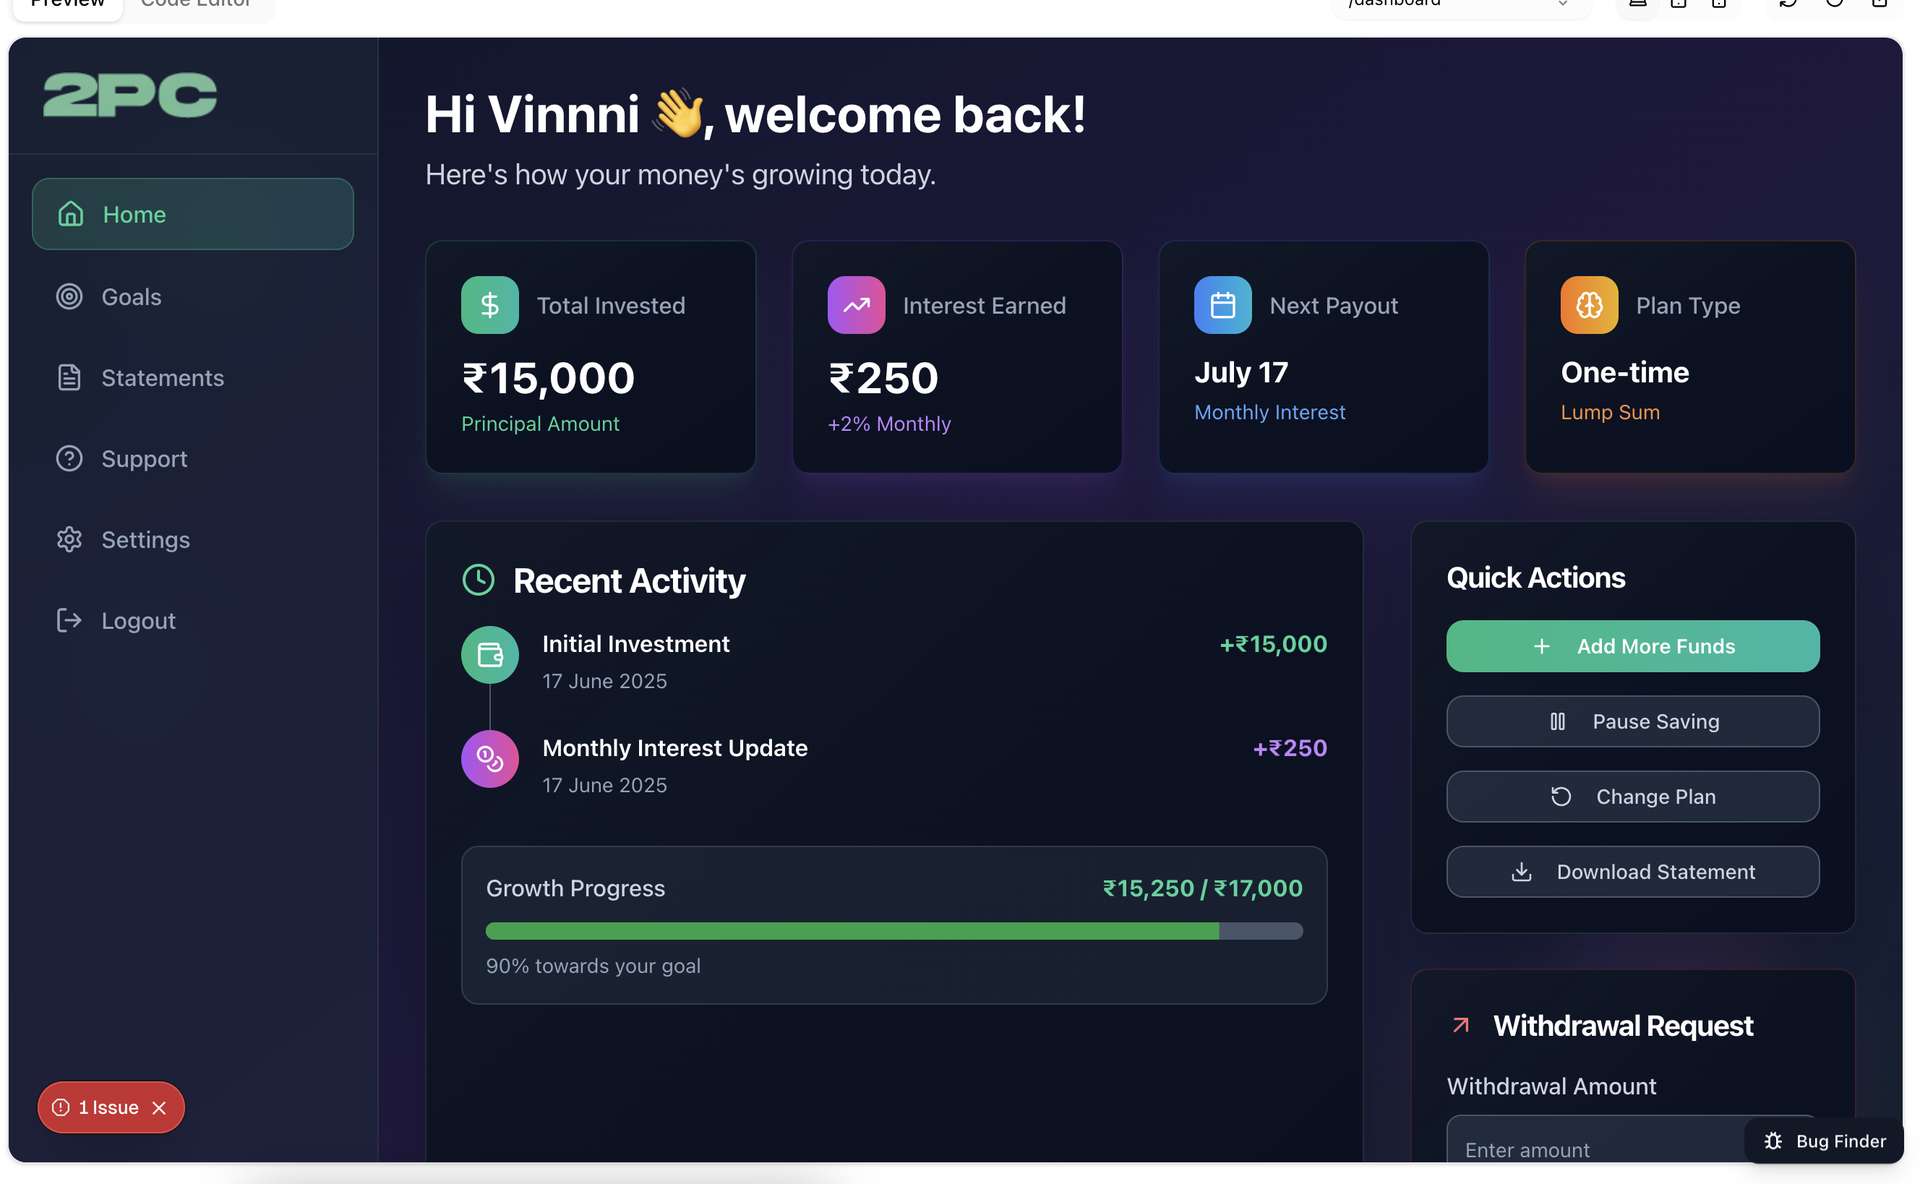 Preview
Code Editor
/dashboard
2PC
Home
Goals
Statements
Support
Settings
Logout
1 Issue
Hi Vinnni 👋, welcome back!
Here's how your money's growing today.
Total Invested
₹15,000
Principal Amount
Interest Earned
₹250
+2% Monthly
Next Payout
July 17
Monthly Interest
Plan Type
One-time
Lump Sum
Recent Activity
Initial Investment
+₹15,000
17 June 2025
Monthly Interest Update
+₹250
17 June 2025
Growth Progress
₹15,250 / ₹17,000
90% towards your goal
Quick Actions
Add More Funds
Pause Saving
Change Plan
Download Statement
Withdrawal Request
Withdrawal Amount
Enter amount
Bug Finder